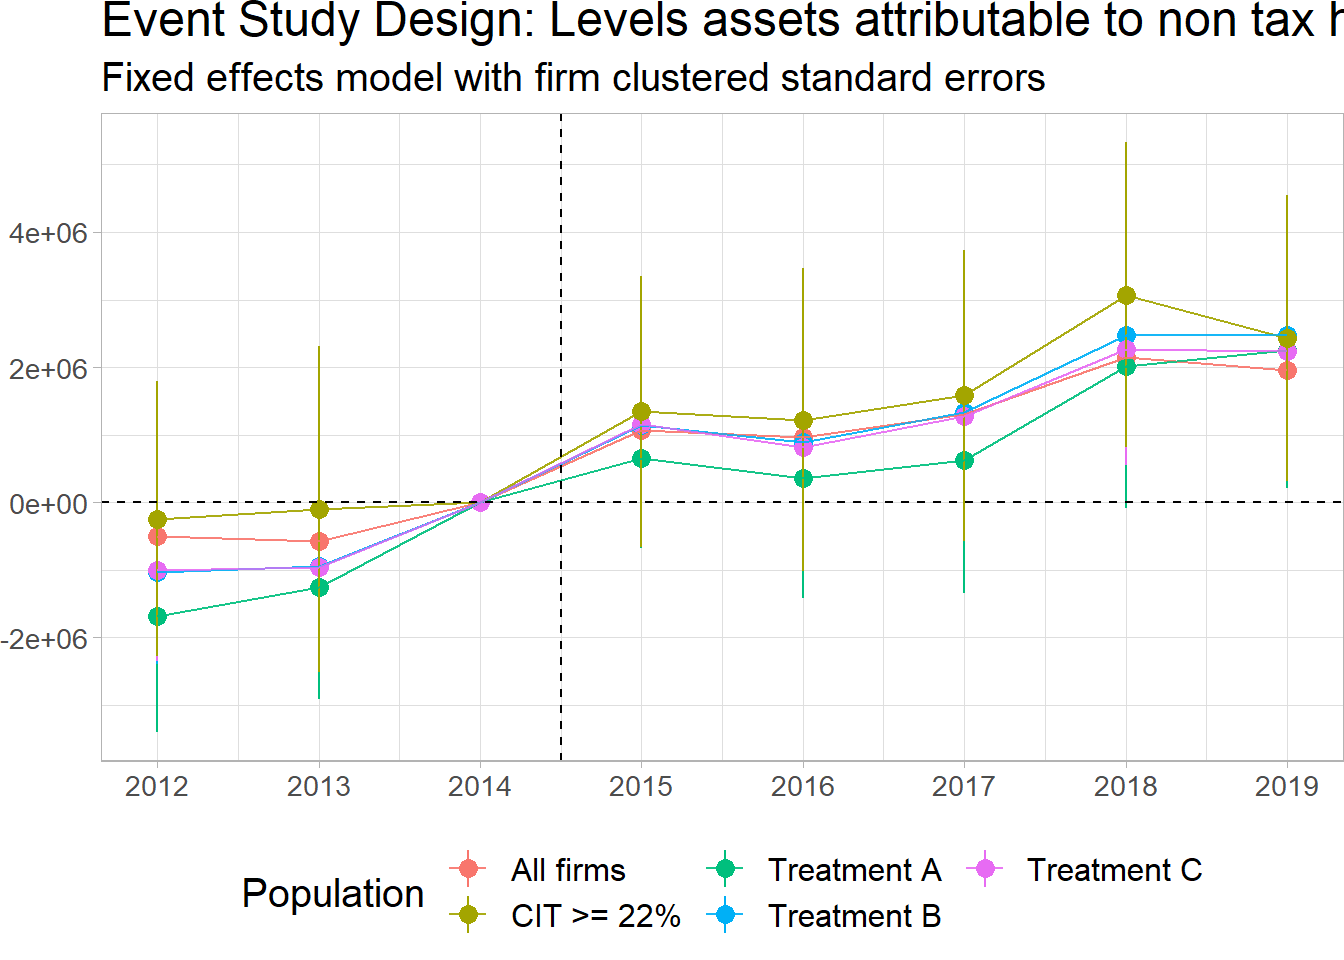 Event Study Design: Levels assets attributable to non tax
Fixed effects model with firm clustered standard errors
4e+06
2e+06
0e+00
-2e+06
2012 2013 2014 2015 2016 2017 2018 2019
Population
All firms Treatment A Treatment C
CIT >= 22% Treatment B